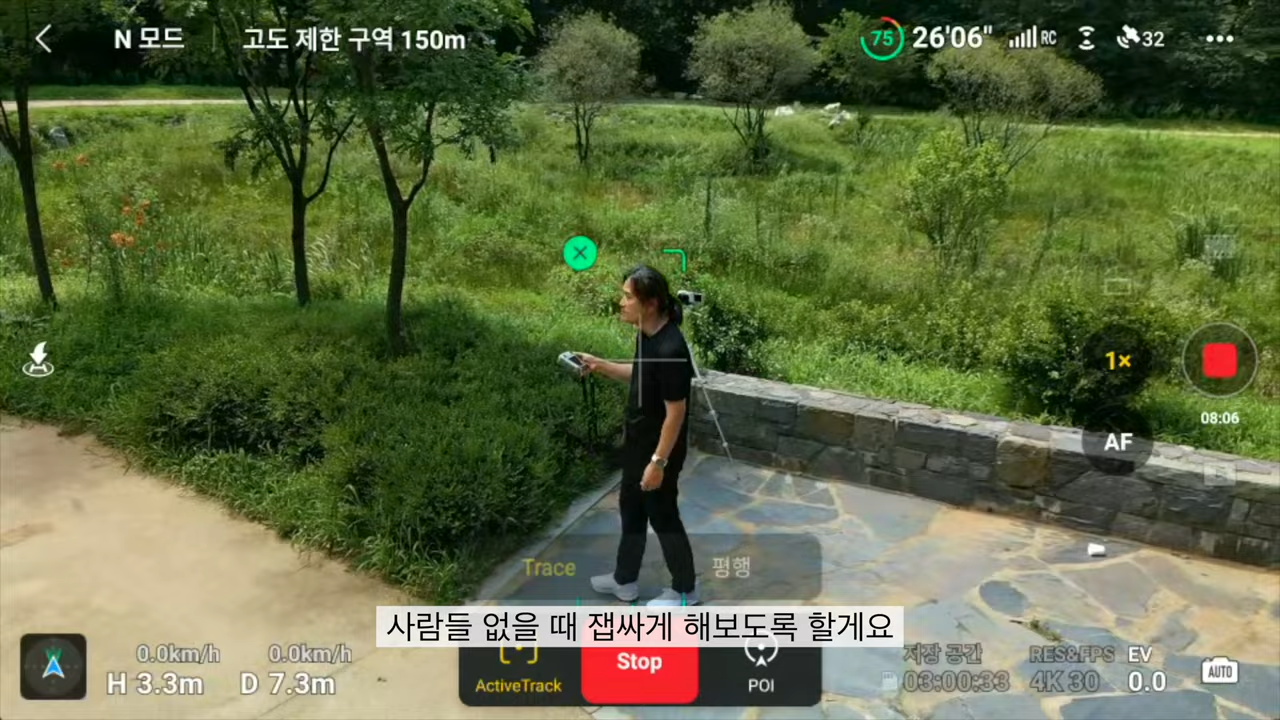 N 모드
고도 제한 구역 150m
75
26'06"
RC
32
1×
08:06
AF
Trace
평행
사람들 없을 때 잽싸게 해보도록 할게요
0.0km/h
0.0km/h
H 3.3m
D 7.3m
ActiveTrack
Stop
POI
저장 공간
03:00:33
RES&FPS
4K 30
EV
0.0
AUTO